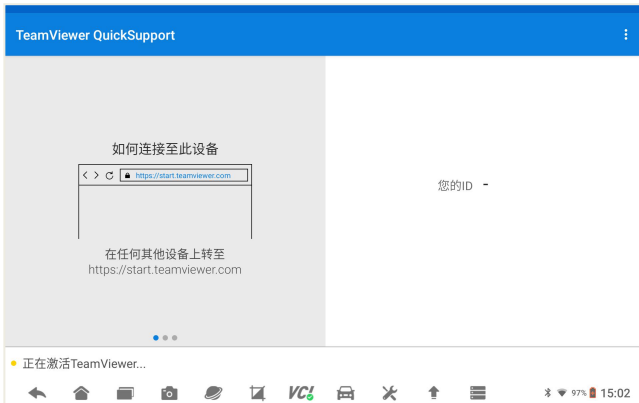 TeamViewer QuickSupport
如何连接至此设备
https://start.teamviewer.com
在任何其他设备上转至
https://start.teamviewer.com
您的ID -
正在激活TeamViewer...
VC!
97%
15:02